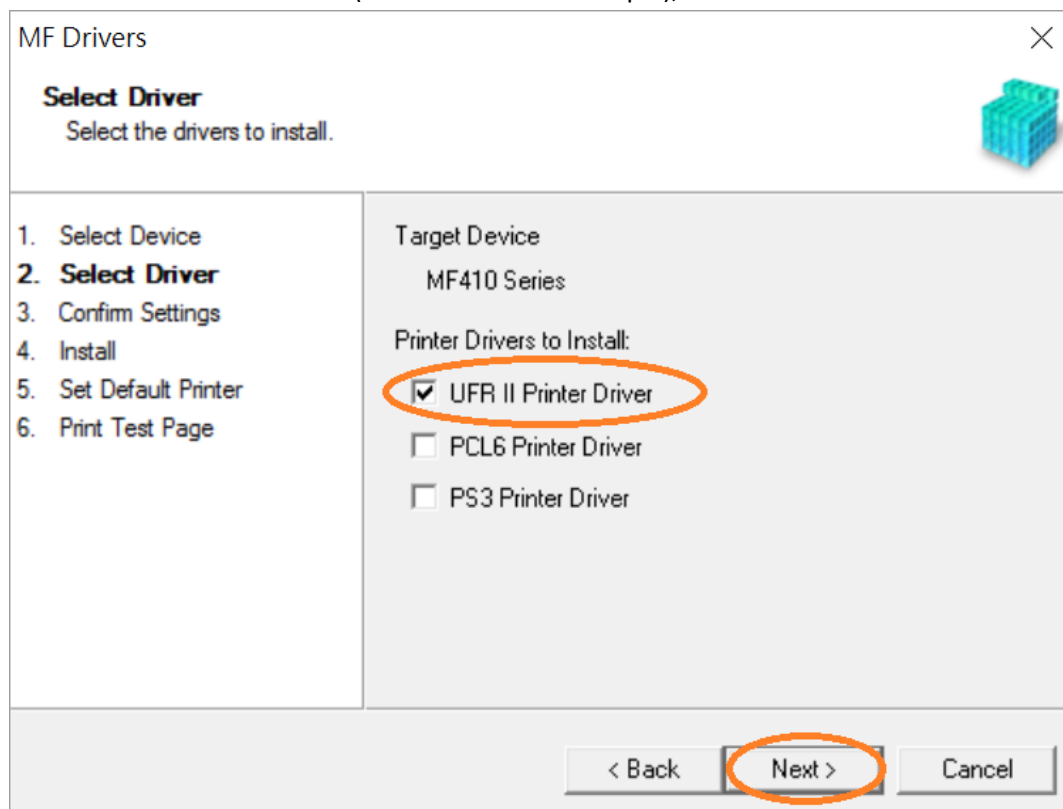 MF Drivers
Select Driver
Select the drivers to install.
1. Select Device
2. Select Driver
3. Confirm Settings
4. Install
5. Set Default Printer
6. Print Test Page
Target Device
MF410 Series
Printer Drivers to Install:
UFR II Printer Driver
PCL6 Printer Driver
PS3 Printer Driver
< Back
Next >
Cancel